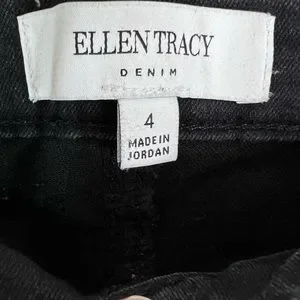 ELLEN TRACY
DENIM
4
MADE IN
JORDAN